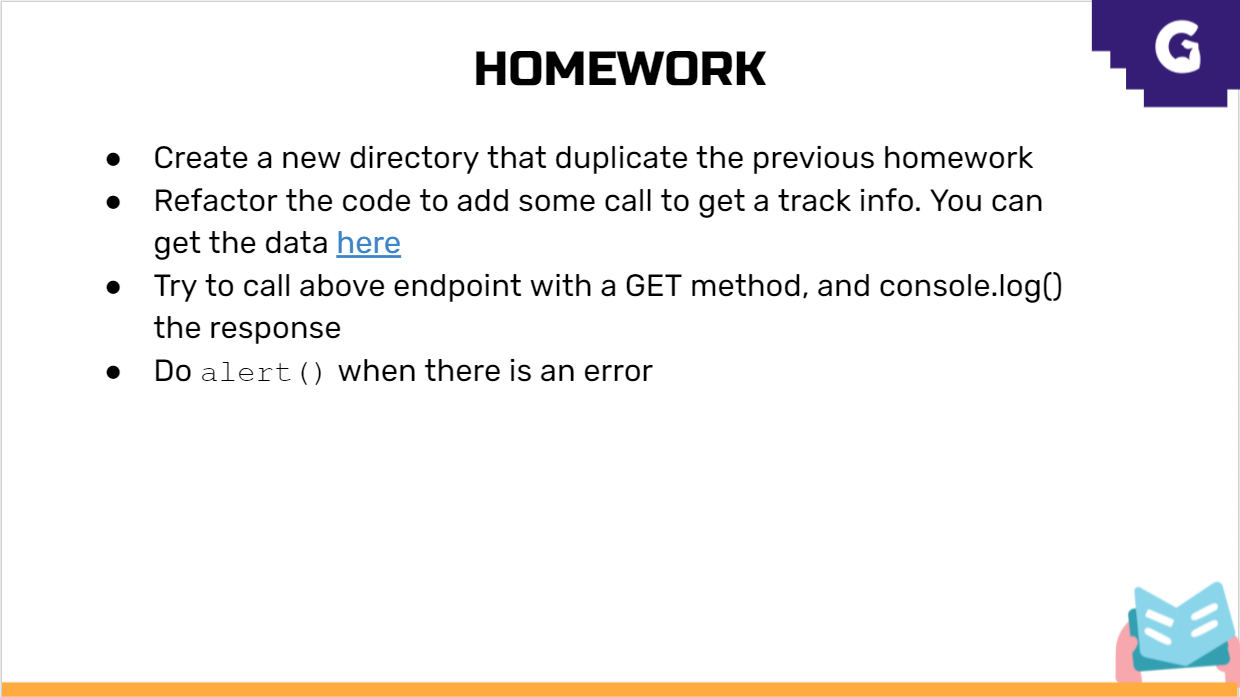 HOMEWORK
G
● Create a new directory that duplicate the previous homework
● Refactor the code to add some call to get a track info. You can
get the data here
● Try to call above endpoint with a GET method, and console.log()
the response
● Do alert() when there is an error